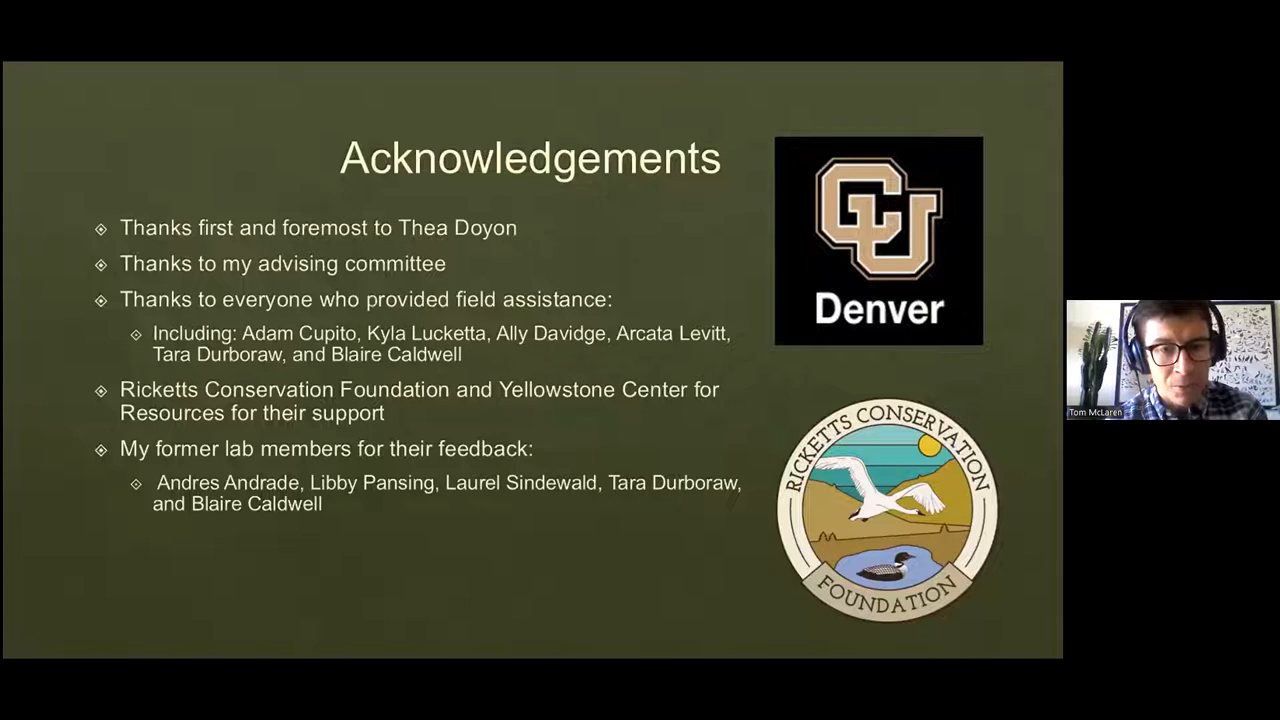 Acknowledgements
Thanks first and foremost to Thea Doyon
Thanks to my advising committee
Thanks to everyone who provided field assistance:
Including: Adam Cupito, Kyla Lucketta, Ally Davidge, Arcata Levitt,
Tara Durboraw, and Blaire Caldwell
Ricketts Conservation Foundation and Yellowstone Center for
Resources for their support
My former lab members for their feedback:
Andres Andrade, Libby Pansing, Laurel Sindewald, Tara Durboraw,
and Blaire Caldwell
CU
Denver
RICKETTS CONSERVATION
FOUNDATION
Tom McLaren